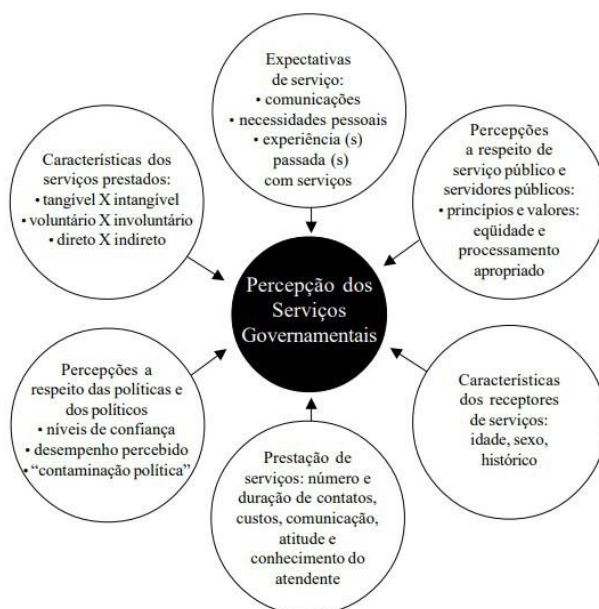 Expectativas
de serviço:
• comunicações
• necessidades pessoais
• experiência (s)
passada (s)
com serviços
Características dos
serviços prestados:
• tangível X intangível
• voluntário X involuntário
• direto X indireto
Percepções
a respeito de
serviço público e
servidores públicos:
• princípios e valores:
eqüidade e
processamento
apropriado
Percepção dos
Serviços
Governamentais
Percepções a
respeito das políticas e
dos políticos
• níveis de confiança
• desempenho percebido
• “contaminação política”
Características
dos receptores
de serviços:
idade, sexo,
histórico
Prestação de
serviços: número e
duração de contatos,
custos, comunicação,
atitude e
conhecimento do
atendente